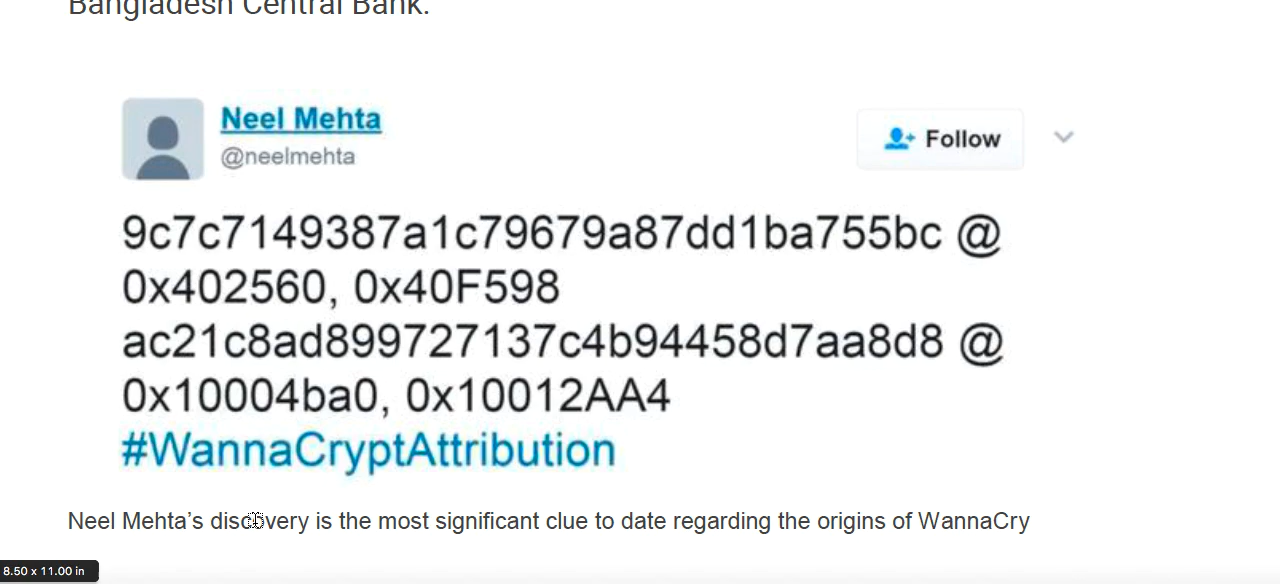 Bangladesh Central Bank.
Neel Mehta
@neelmehta
Follow
9c7c7149387a1c79679a87dd1ba755bc @
0x402560, 0x40F598
ac21c8ad899727137c4b94458d7aa8d8 @
0x10004ba0, 0x10012AA4
#WannaCryptAttribution
Neel Mehta’s discovery is the most significant clue to date regarding the origins of WannaCry
8.50 x 11.00 in